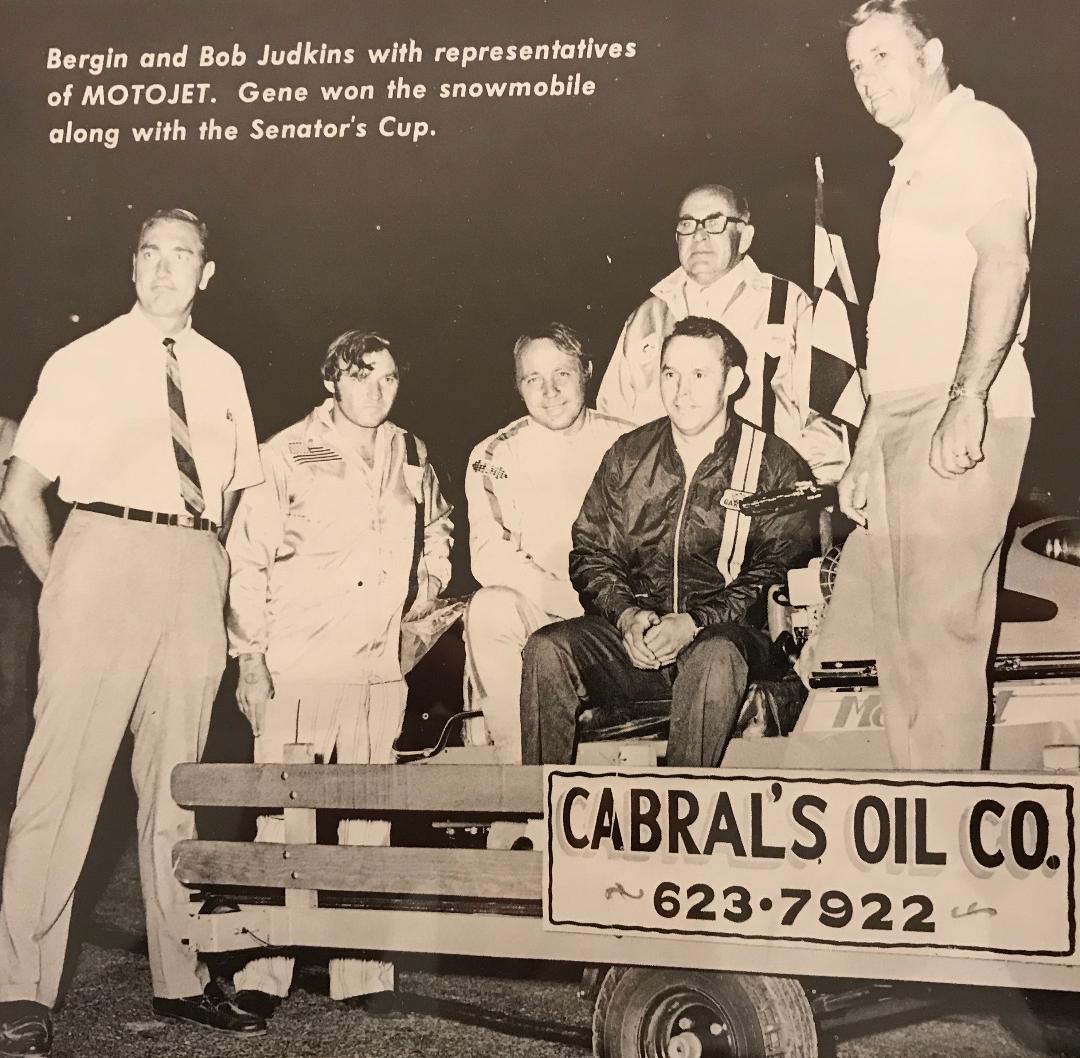 Bergin and Bob Judkins with representatives
of MOTOJET. Gene won the snowmobile
along with the Senator's Cup.
CABRAL'S OIL CO.
623·7922